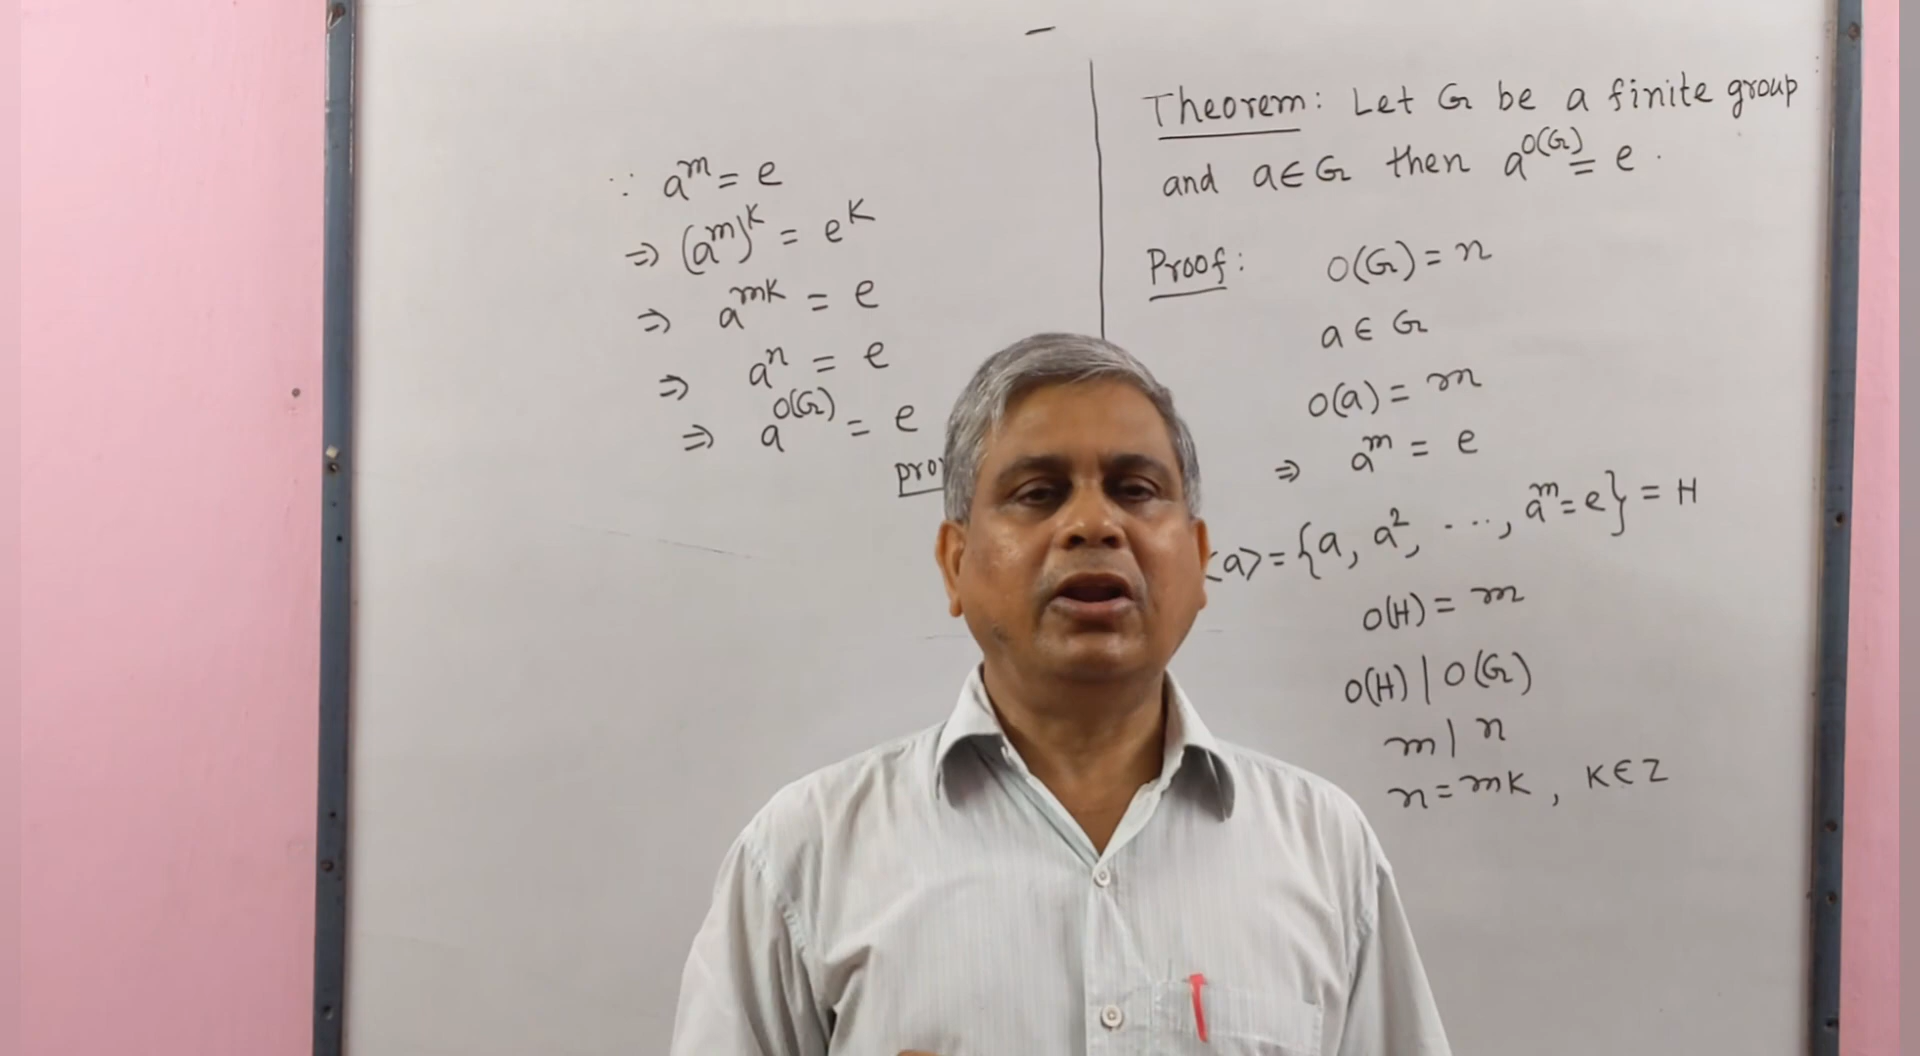 Theorem: Let G be a finite group
and a∈G then a^O(G) = e.
Proof: O(G) = n
a ∈ G
O(a) = m
⇒ a^m = e
<a> = {a, a², ..., a^m = e} = H
O(H) = m
O(H) | O(G)
m | n
n = mk, k∈Z
∵ a^m = e
⇒ (a^m)^k = e^k
⇒ a^mk = e
⇒ a^n = e
⇒ a^O(G) = e